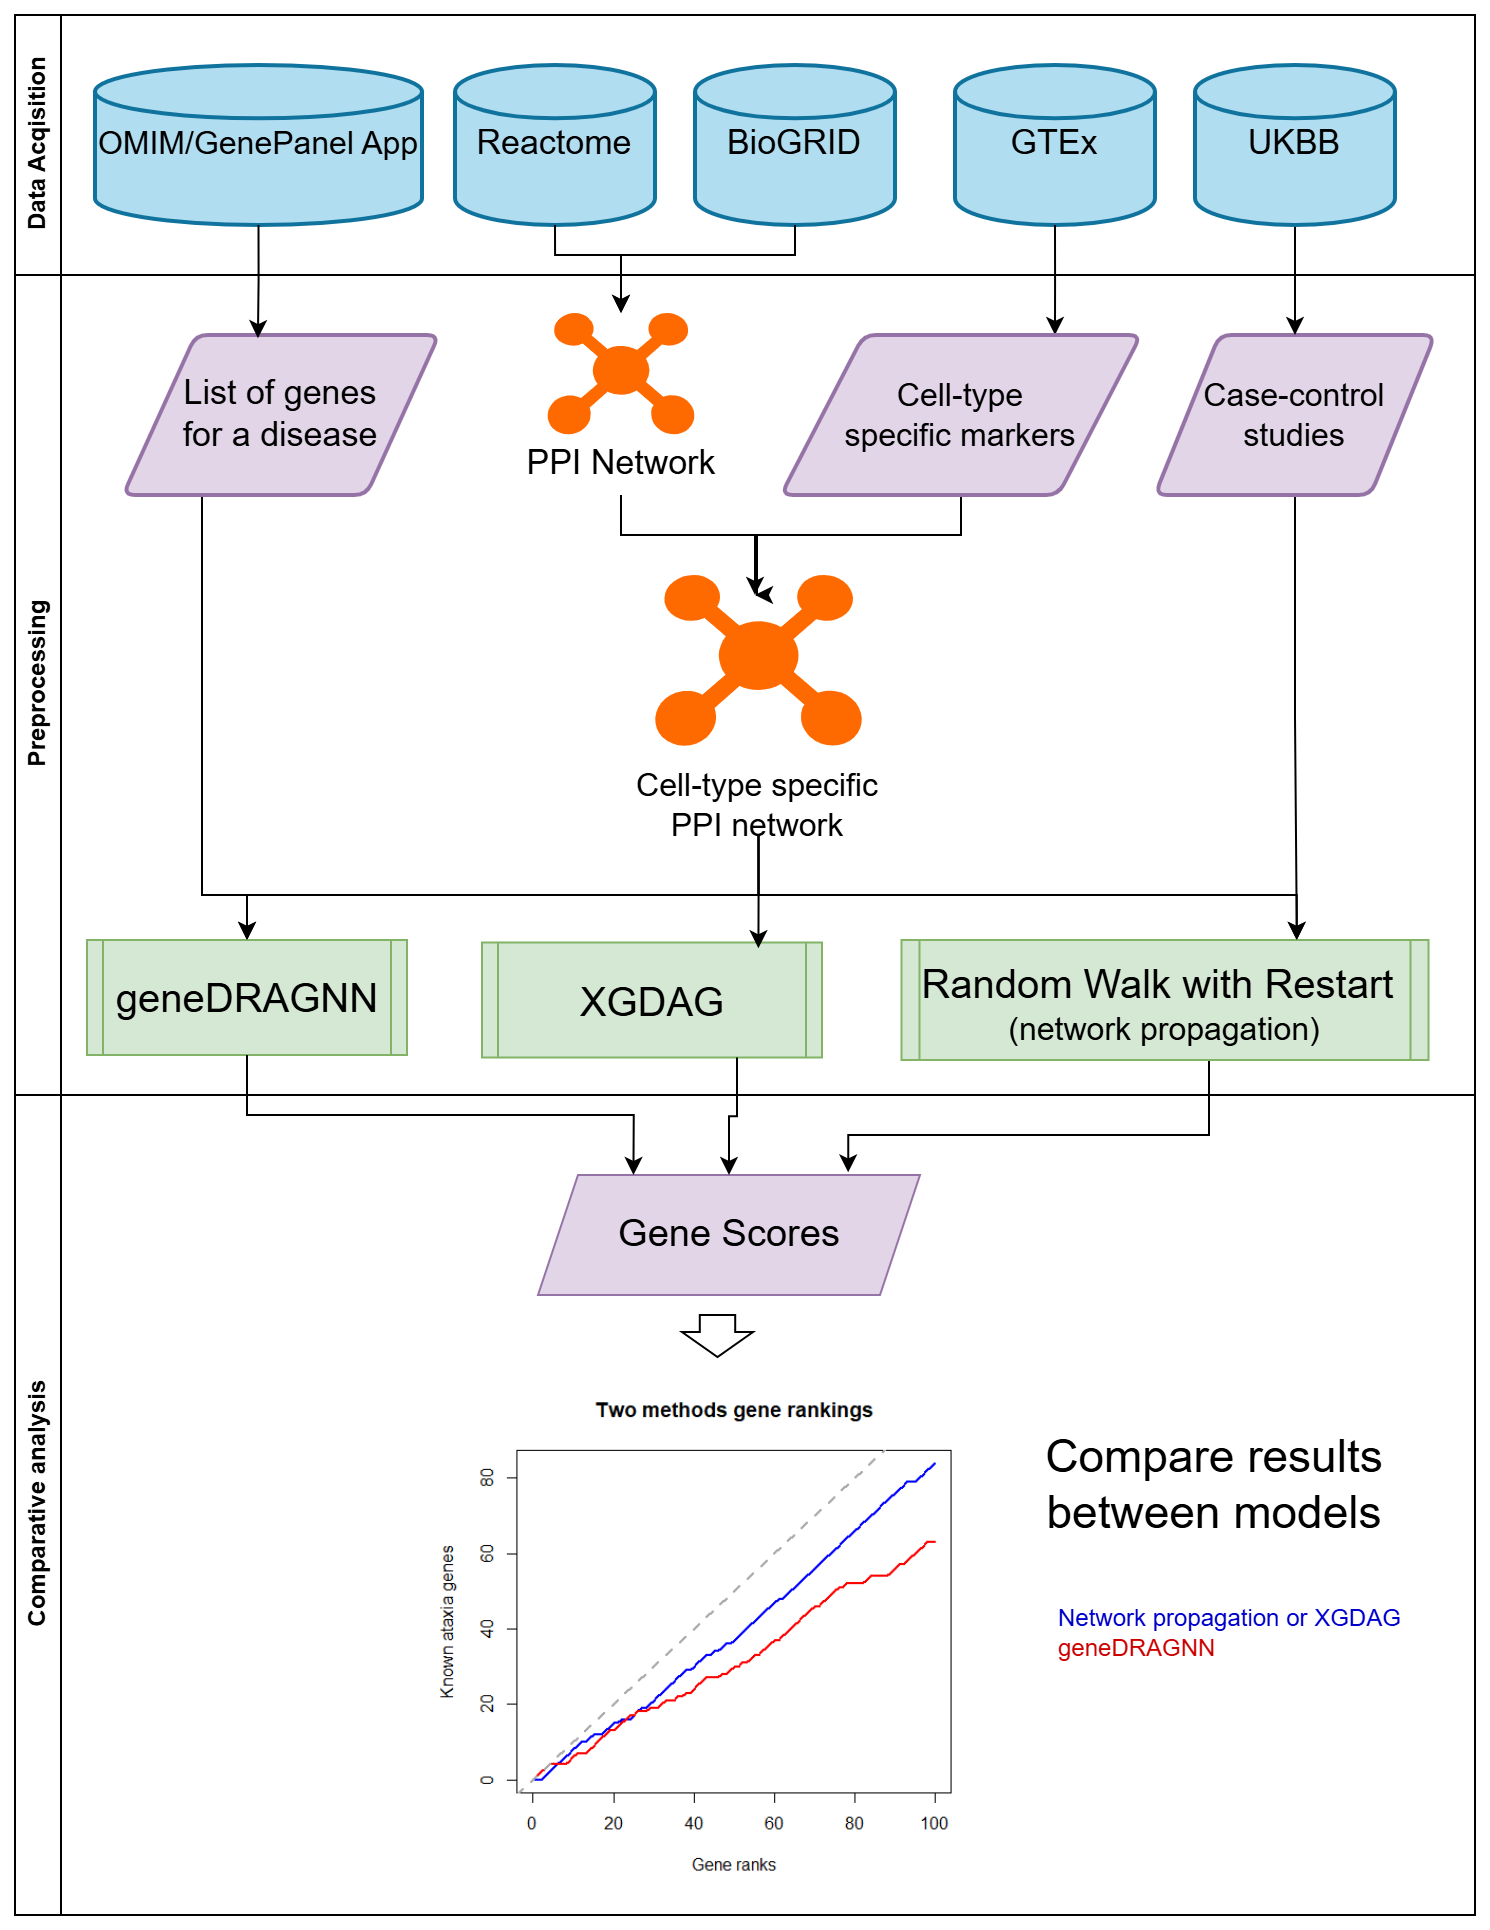 Data Acqisition
OMIM/GenePanel App
Reactome
BioGRID
GTEx
UKBB
Preprocessing
List of genes
for a disease
PPI Network
Cell-type
specific markers
Case-control
studies
Cell-type specific
PPI network
geneDRAGNN
XGDAG
Random Walk with Restart
(network propagation)
Comparative analysis
Gene Scores
Two methods gene rankings
Known ataxia genes
80
60
40
20
0
0 20 40 60 80 100
Gene ranks
Compare results
between models
Network propagation or XGDAG
geneDRAGNN